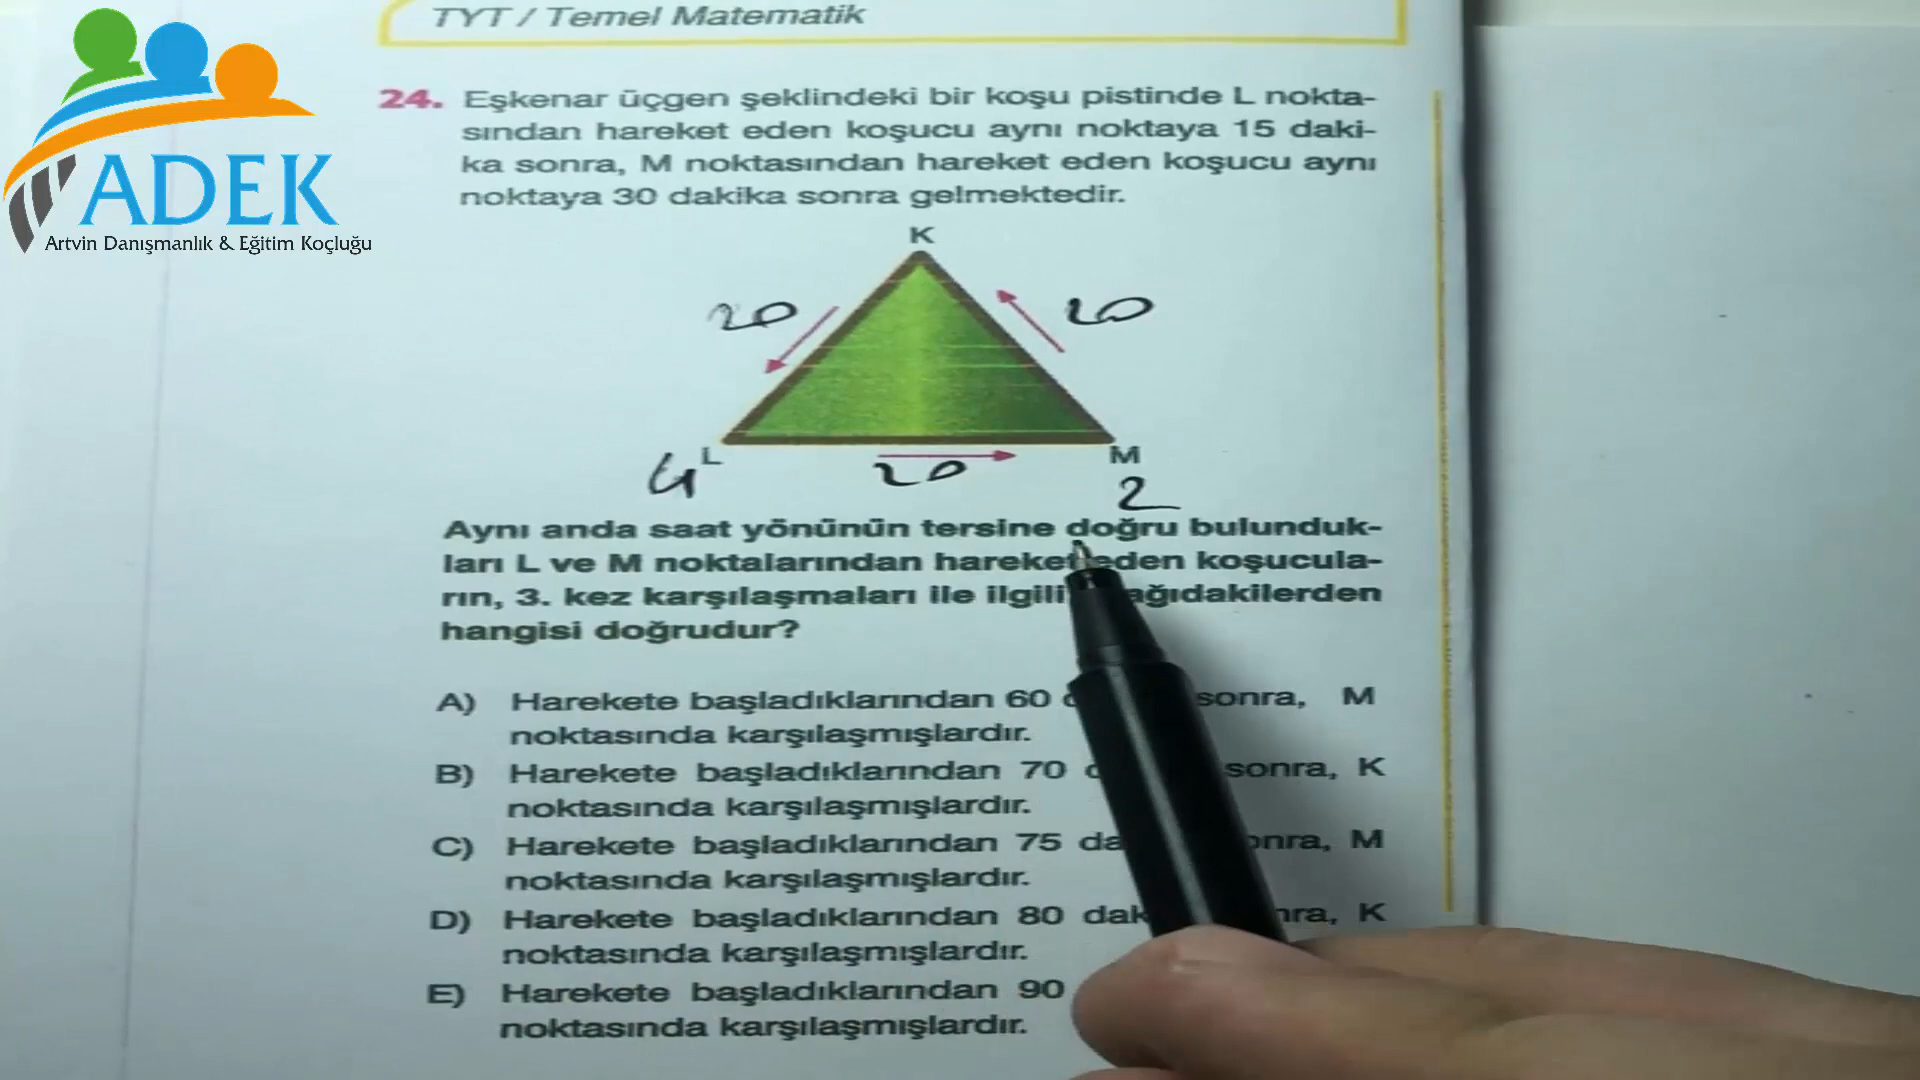 TYT / Temel Matematik
ADEK
Artvin Danışmanlık & Eğitim Koçluğu
24. Eşkenar üçgen şeklindeki bir koşu pistinde L nokta-
sından hareket eden koşucu aynı noktaya 15 daki-
ka sonra, M noktasından hareket eden koşucu aynı
noktaya 30 dakika sonra gelmektedir.
K
20 20
L M
4 20 2
Aynı anda saat yönünün tersine doğru bulunduk-
ları L ve M noktalarından hareket eden koşucula-
rın, 3. kez karşılaşmaları ile ilgili
hangisi doğrudur?
A) Harekete başladıklarından 60 sonra, M
noktasında karşılaşmışlardır.
B) Harekete başladıklarından 70 sonra, K
noktasında karşılaşmışlardır.
C) Harekete başladıklarından 75 M
noktasında karşılaşmışlardır.
D) Harekete başladıklarından 80 K
noktasında karşılaşmışlardır.
E) Harekete başladıklarından 90
noktasında karşılaşmışlardır.